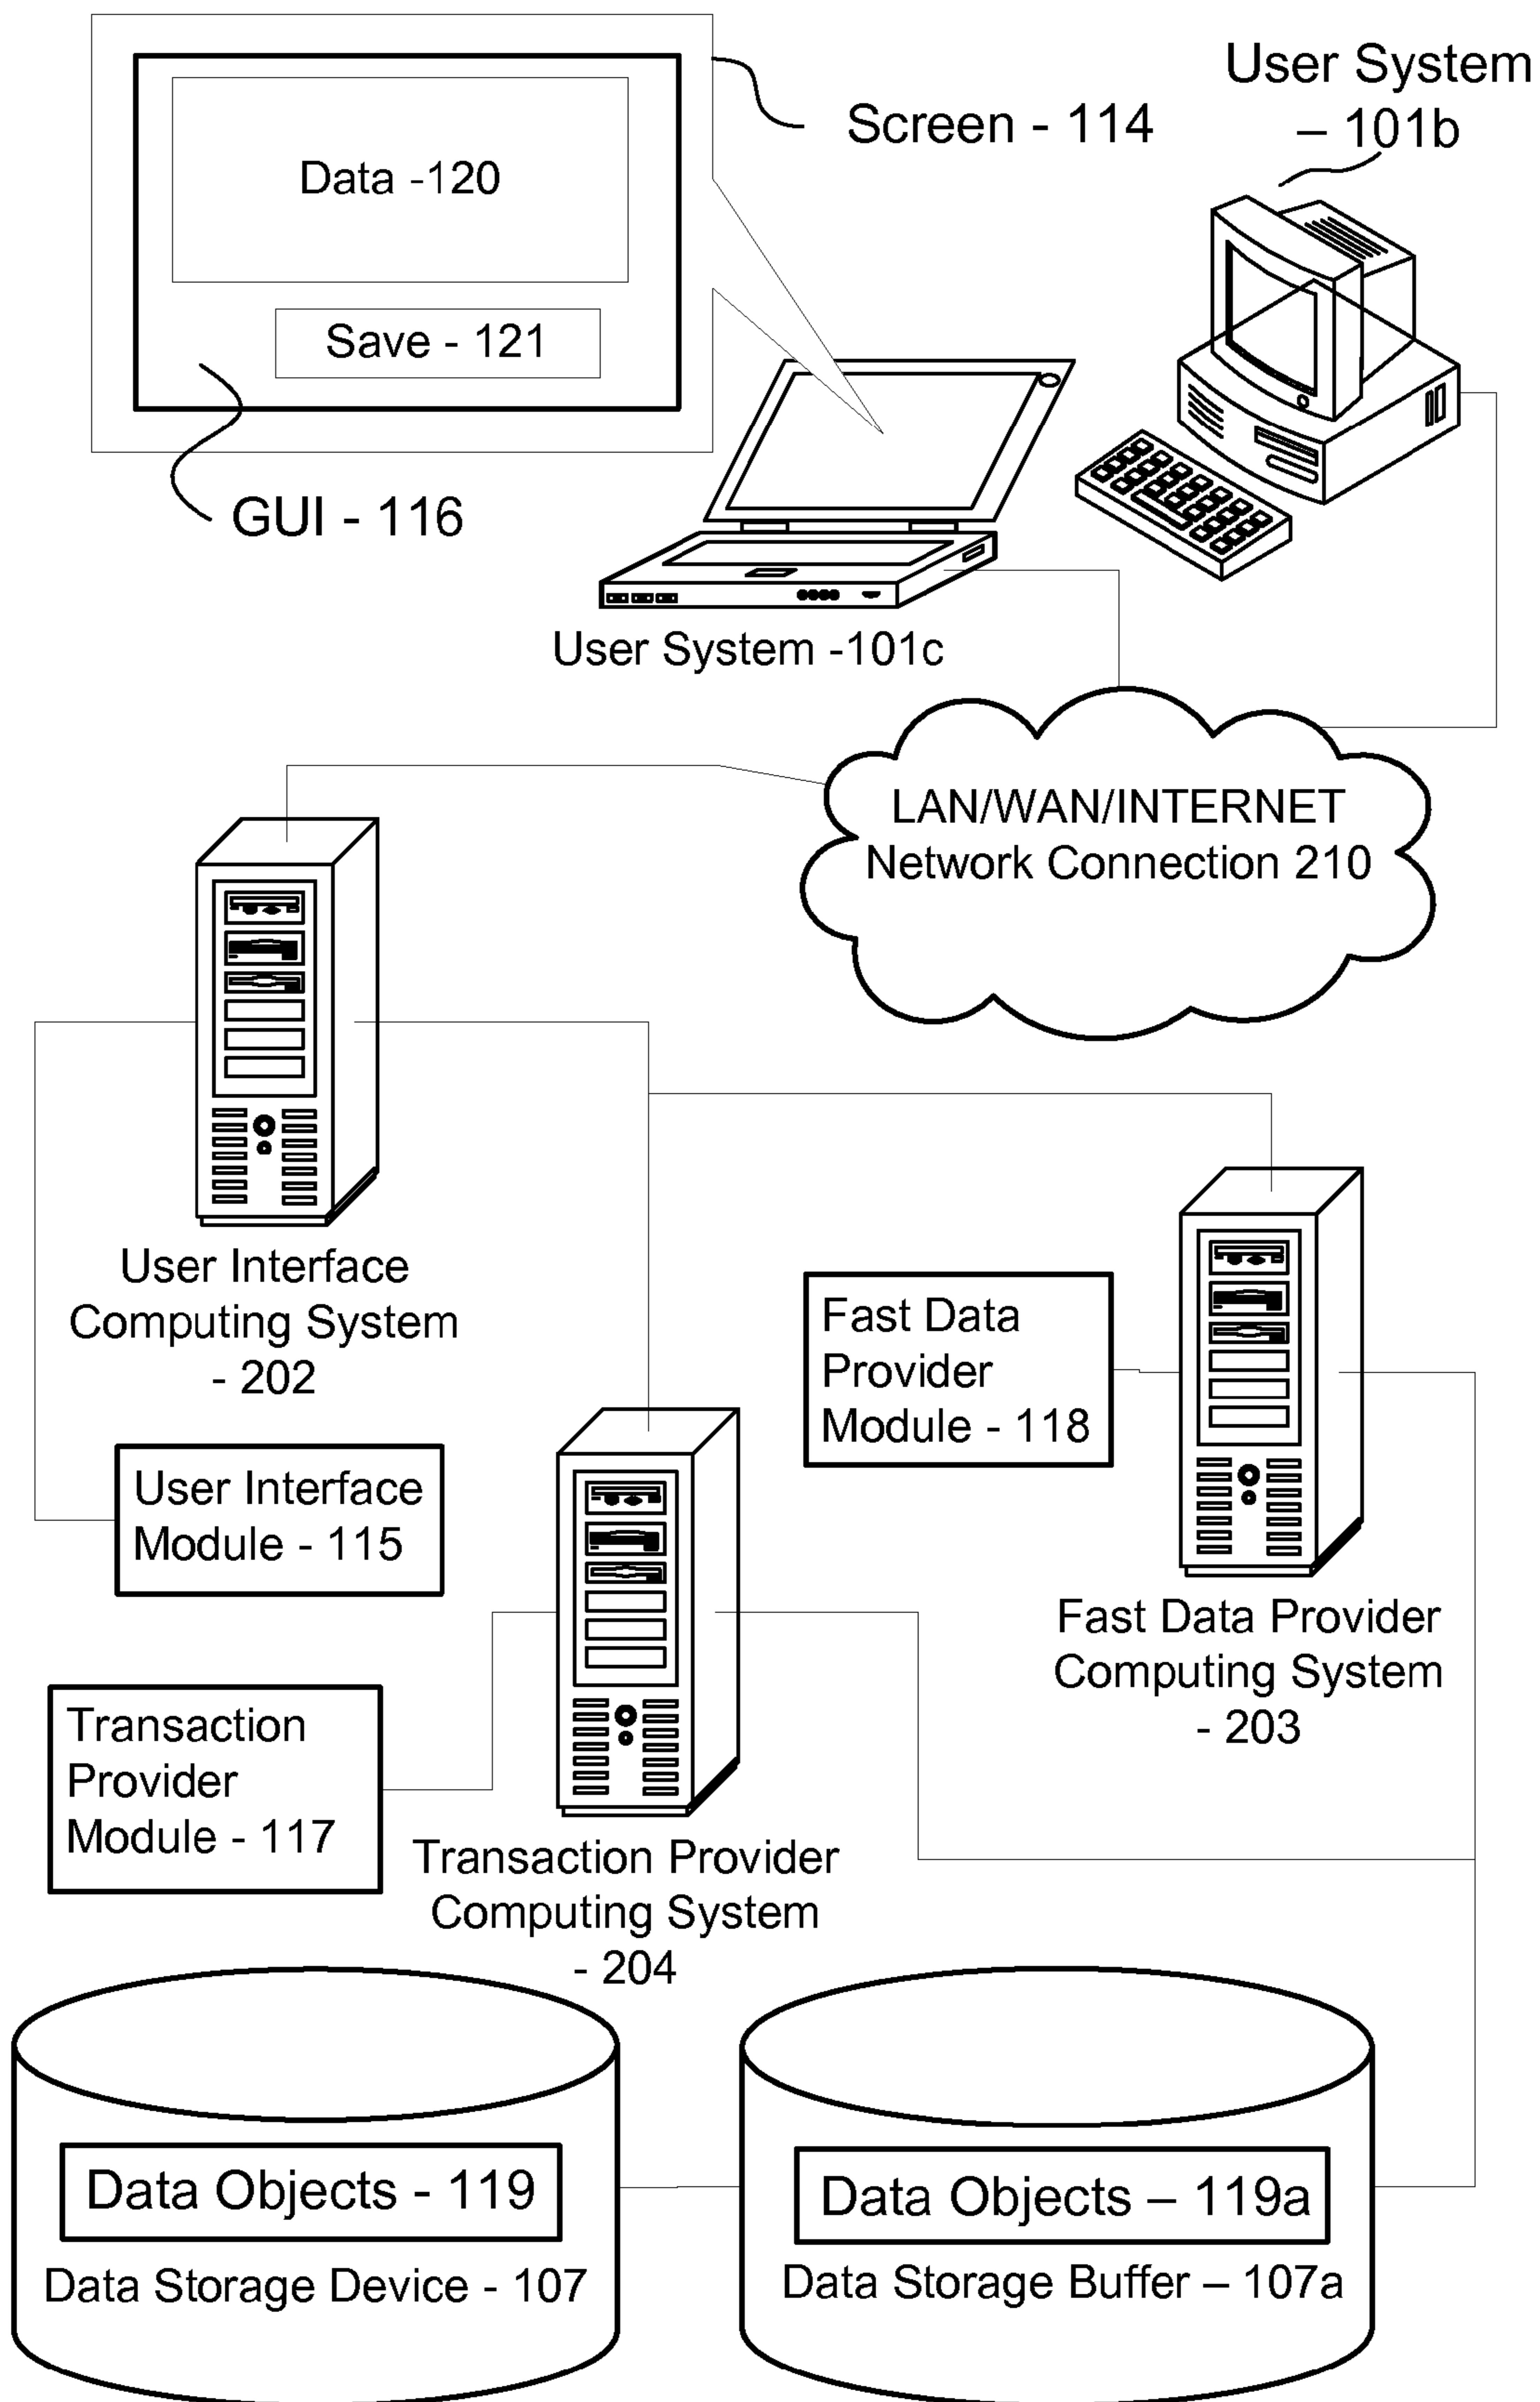 User System
– 101b
Screen - 114
Data -120
Save - 121
GUI - 116
User System -101c
LAN/WAN/INTERNET
Network Connection 210
User Interface
Computing System
- 202
Fast Data
Provider
Module - 118
User Interface
Module - 115
Fast Data Provider
Computing System
- 203
Transaction
Provider
Module - 117
Transaction Provider
Computing System
- 204
Data Objects - 119
Data Storage Device - 107
Data Objects – 119a
Data Storage Buffer – 107a